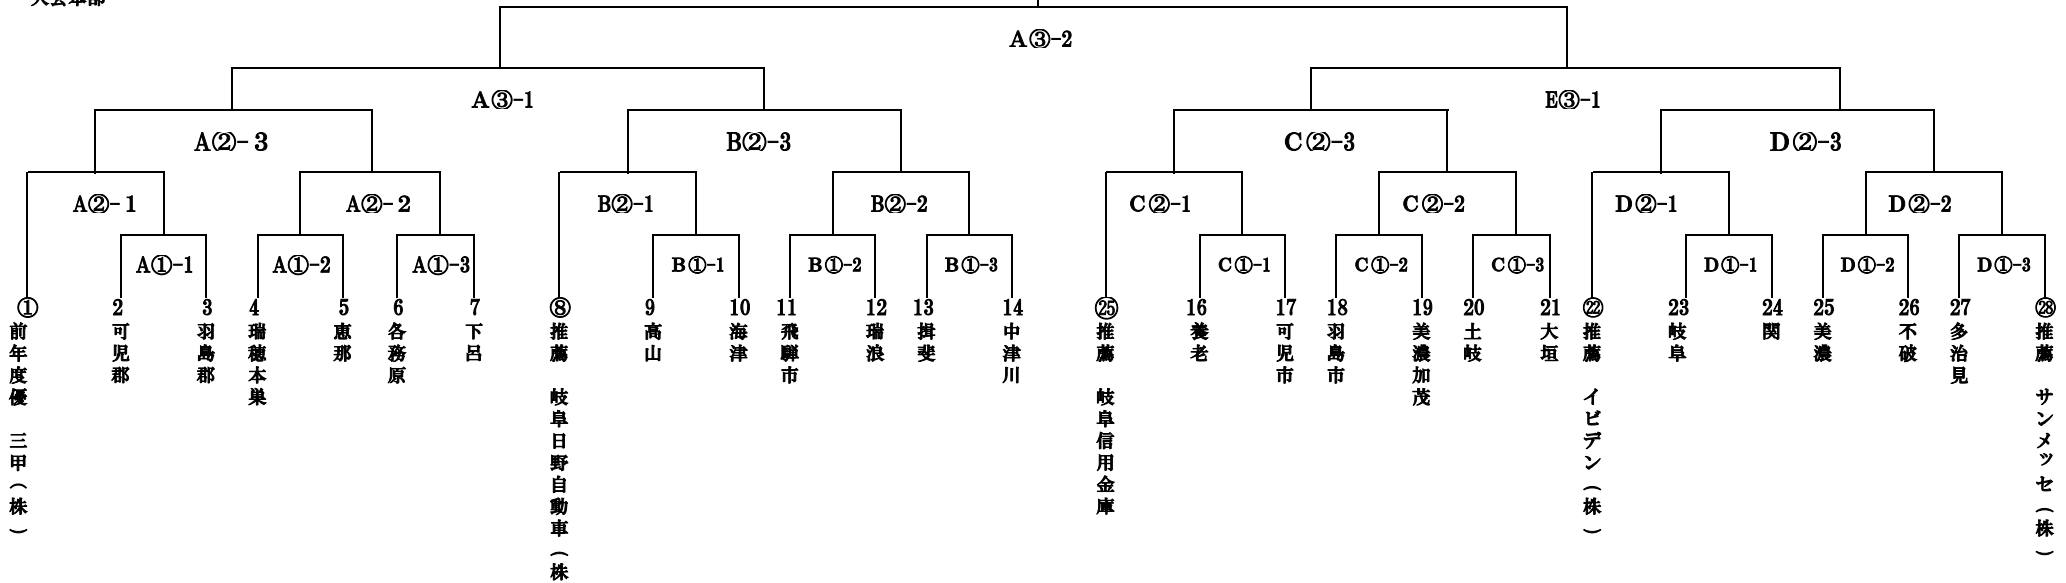 大会本部
A③-2
A③-1
E③-1
A②-3
B②-3
C②-3
D②-3
A②-1
A②-2
B②-1
B②-2
C②-1
C②-2
D②-1
D②-2
A①-1
A①-2
A①-3
B①-1
B①-2
B①-3
C①-1
C①-2
C①-3
D①-1
D①-2
D①-3
① 2 3 4 5 6 7 ⑧ 9 10 11 12 13 14 ㉕ 16 17 18 19 20 21 ㉒ 23 24 25 26 27 ㉘
前年度優 三甲(株)
可児郡
羽島郡
瑞穂本巣
恵那
各務原
下呂
推薦 岐阜日野自動車(株
高山
海津
飛騨市
瑞浪
揖斐
中津川
推薦 岐阜信用金庫
養老
可児市
羽島市
美濃加茂
土岐
大垣
推薦 イビデン(株)
岐阜
関
美濃
不破
多治見
推薦 サンメッセ(株)